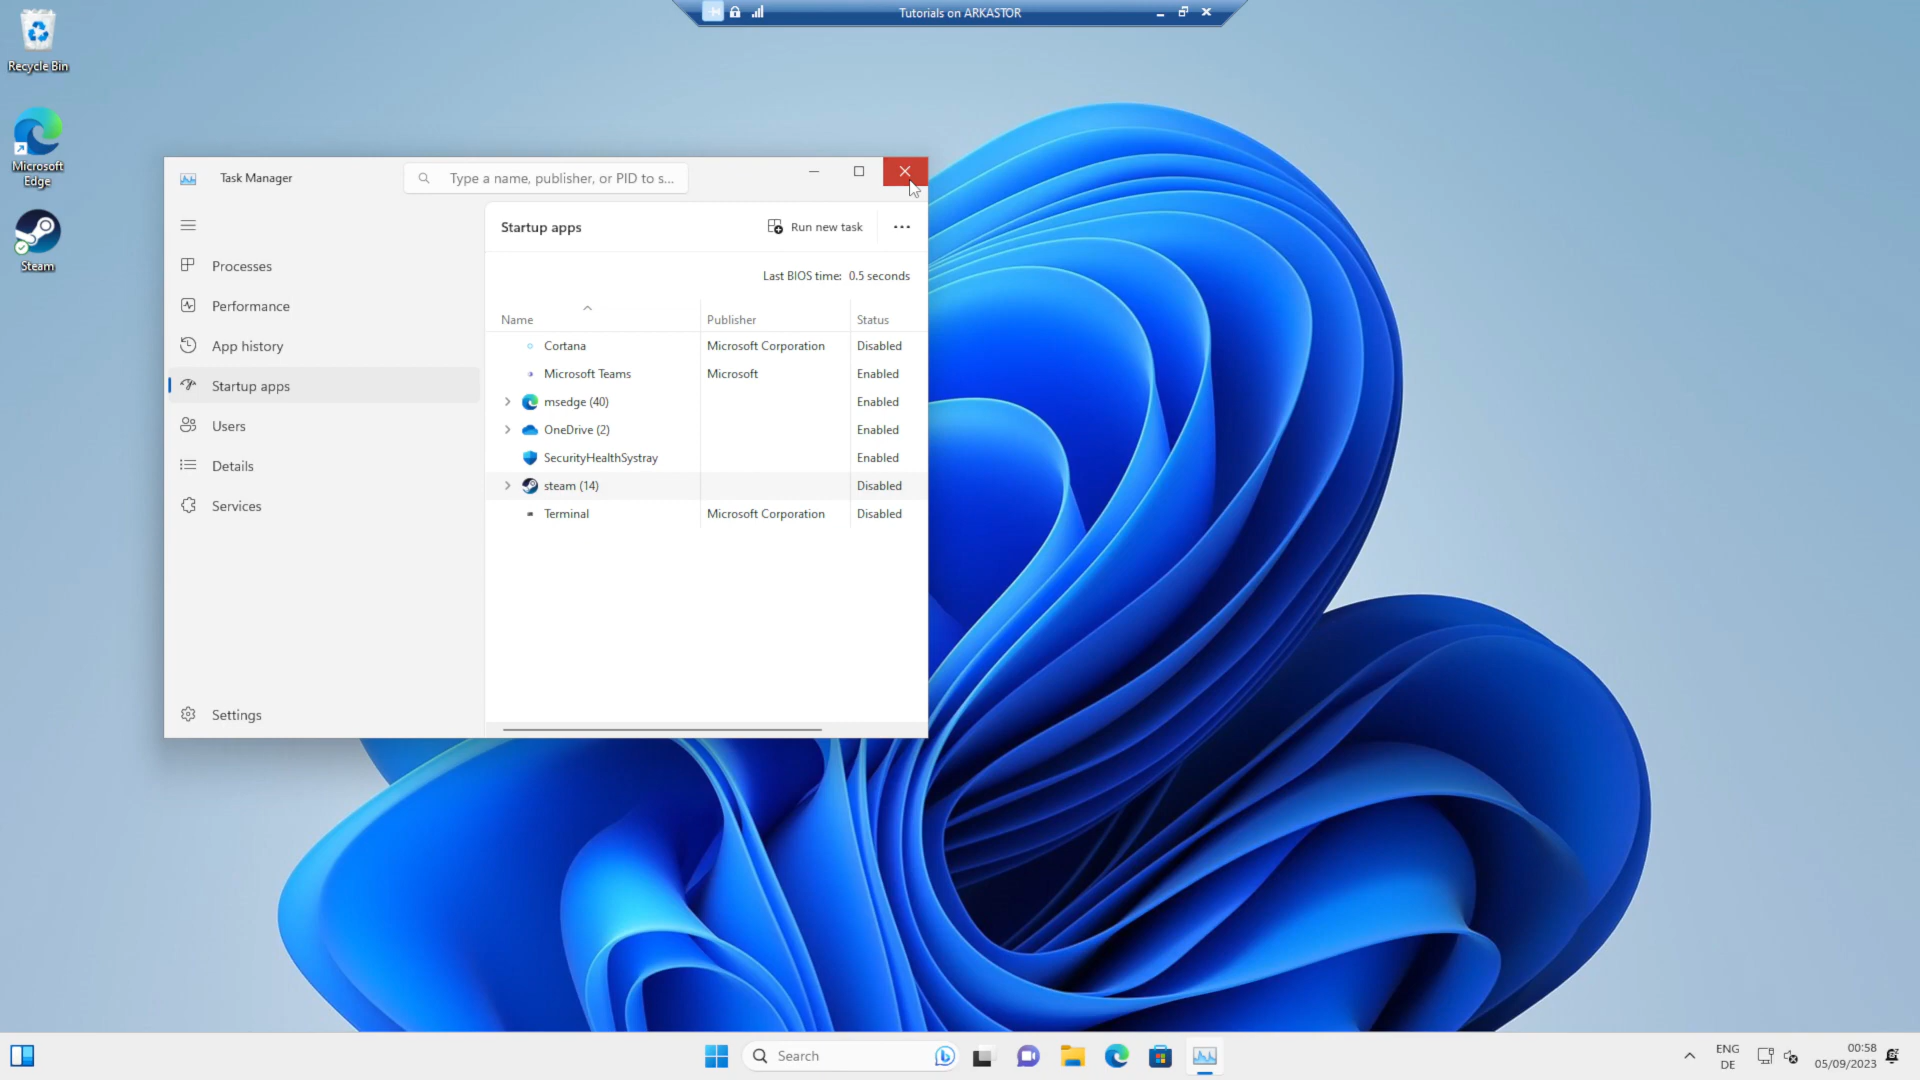 Tutorials on ARKASTOR
Recycle Bin
Microsoft
Edge
Steam
Task Manager
Type a name, publisher, or PID to s...
Startup apps
Run new task
Last BIOS time: 0.5 seconds
Processes
Performance
App history
Startup apps
Users
Details
Services
Settings
Name Publisher Status
Cortana Microsoft Corporation Disabled
Microsoft Teams Microsoft Enabled
msedge (40) Enabled
OneDrive (2) Enabled
SecurityHealthSystray Enabled
steam (14) Disabled
Terminal Microsoft Corporation Disabled
Search
ENG
DE
00:58
05/09/2023